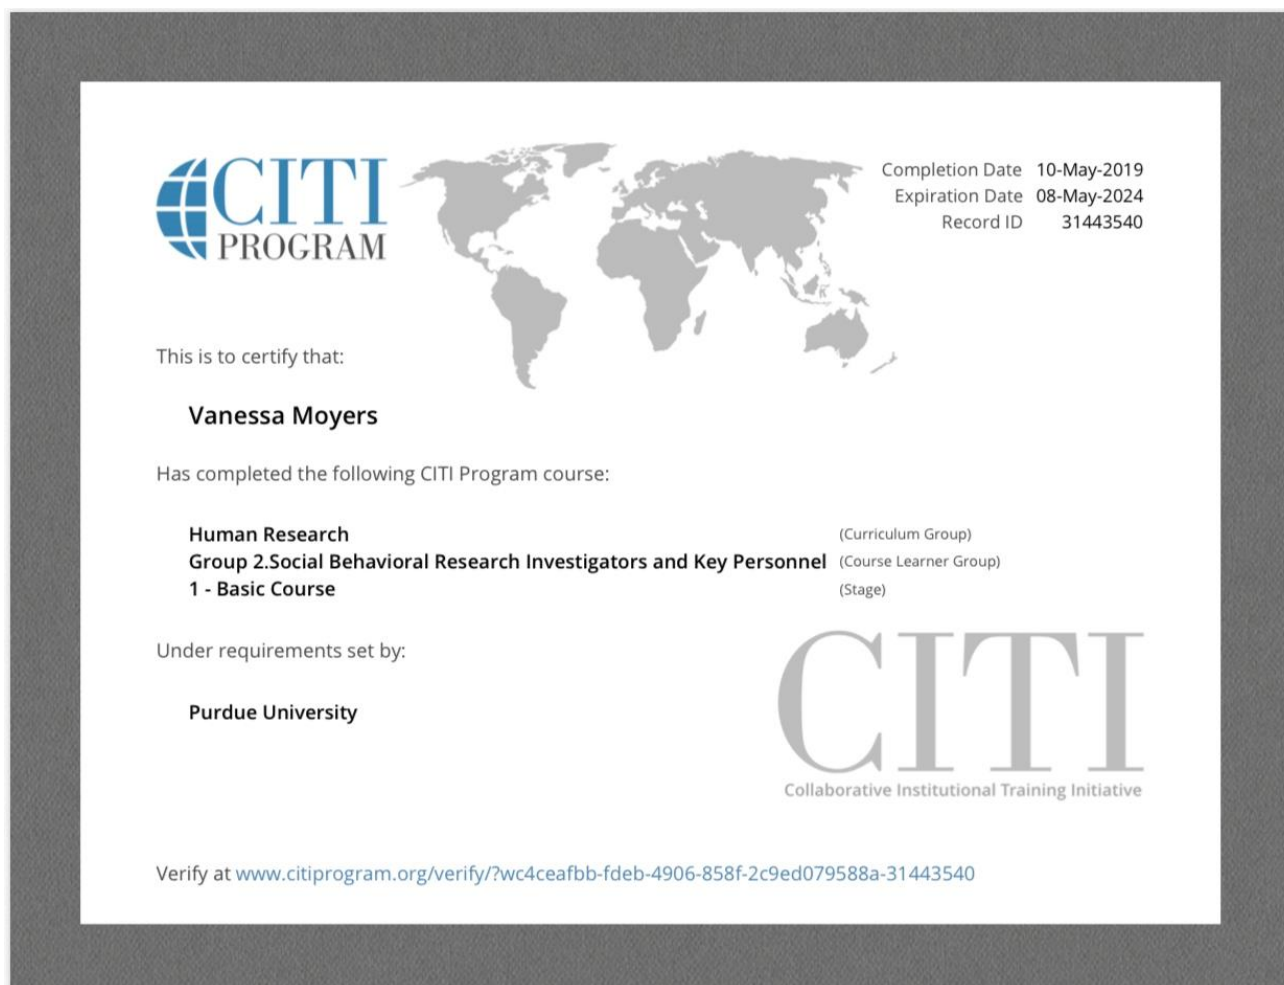 CITI
PROGRAM
Completion Date 10-May-2019
Expiration Date 08-May-2024
Record ID 31443540
This is to certify that:
Vanessa Moyers
Has completed the following CITI Program course:
Human Research (Curriculum Group)
Group 2.Social Behavioral Research Investigators and Key Personnel (Course Learner Group)
1 - Basic Course (Stage)
Under requirements set by:
Purdue University
CITI
Collaborative Institutional Training Initiative
Verify at www.citiprogram.org/verify/?wc4ceafbb-fdeb-4906-858f-2c9ed079588a-31443540